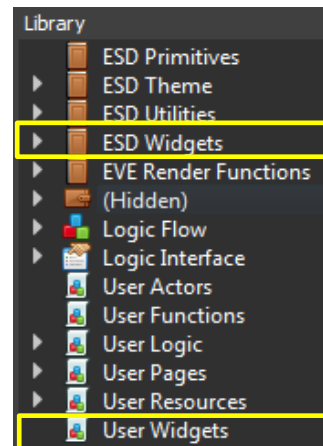 Library
ESD Primitives
ESD Theme
ESD Utilities
ESD Widgets
EVE Render Functions
(Hidden)
Logic Flow
Logic Interface
User Actors
User Functions
User Logic
User Pages
User Resources
User Widgets